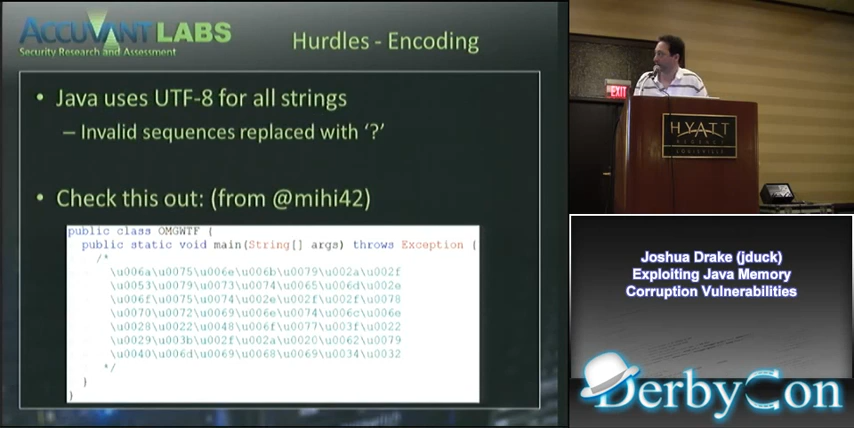 ACCUVANT LABS
Security Research and Assessment
Hurdles - Encoding
• Java uses UTF-8 for all strings
– Invalid sequences replaced with ‘?’
• Check this out: (from @mihi42)
public class OMGWTF {
public static void main(String[] args) throws Exception {
/*
\u006a\u0075\u006e\u006b\u0079\u002a\u002f
\u0053\u0079\u0073\u0074\u0065\u006d\u002e
\u006f\u0075\u0074\u002e\u002f\u002f\u0078
\u0070\u0072\u0069\u006e\u0074\u006c\u006e
\u0028\u0022\u0048\u006f\u0077\u003f\u0022
\u0029\u003b\u002f\u002a\u0020\u0062\u0079
\u0040\u006d\u0069\u0068\u0069\u0034\u0032
*/
}
}
EXIT
HYATT
REGENCY
LOUISVILLE
Joshua Drake (jduck)
Exploiting Java Memory
Corruption Vulnerabilities
DerbyCon